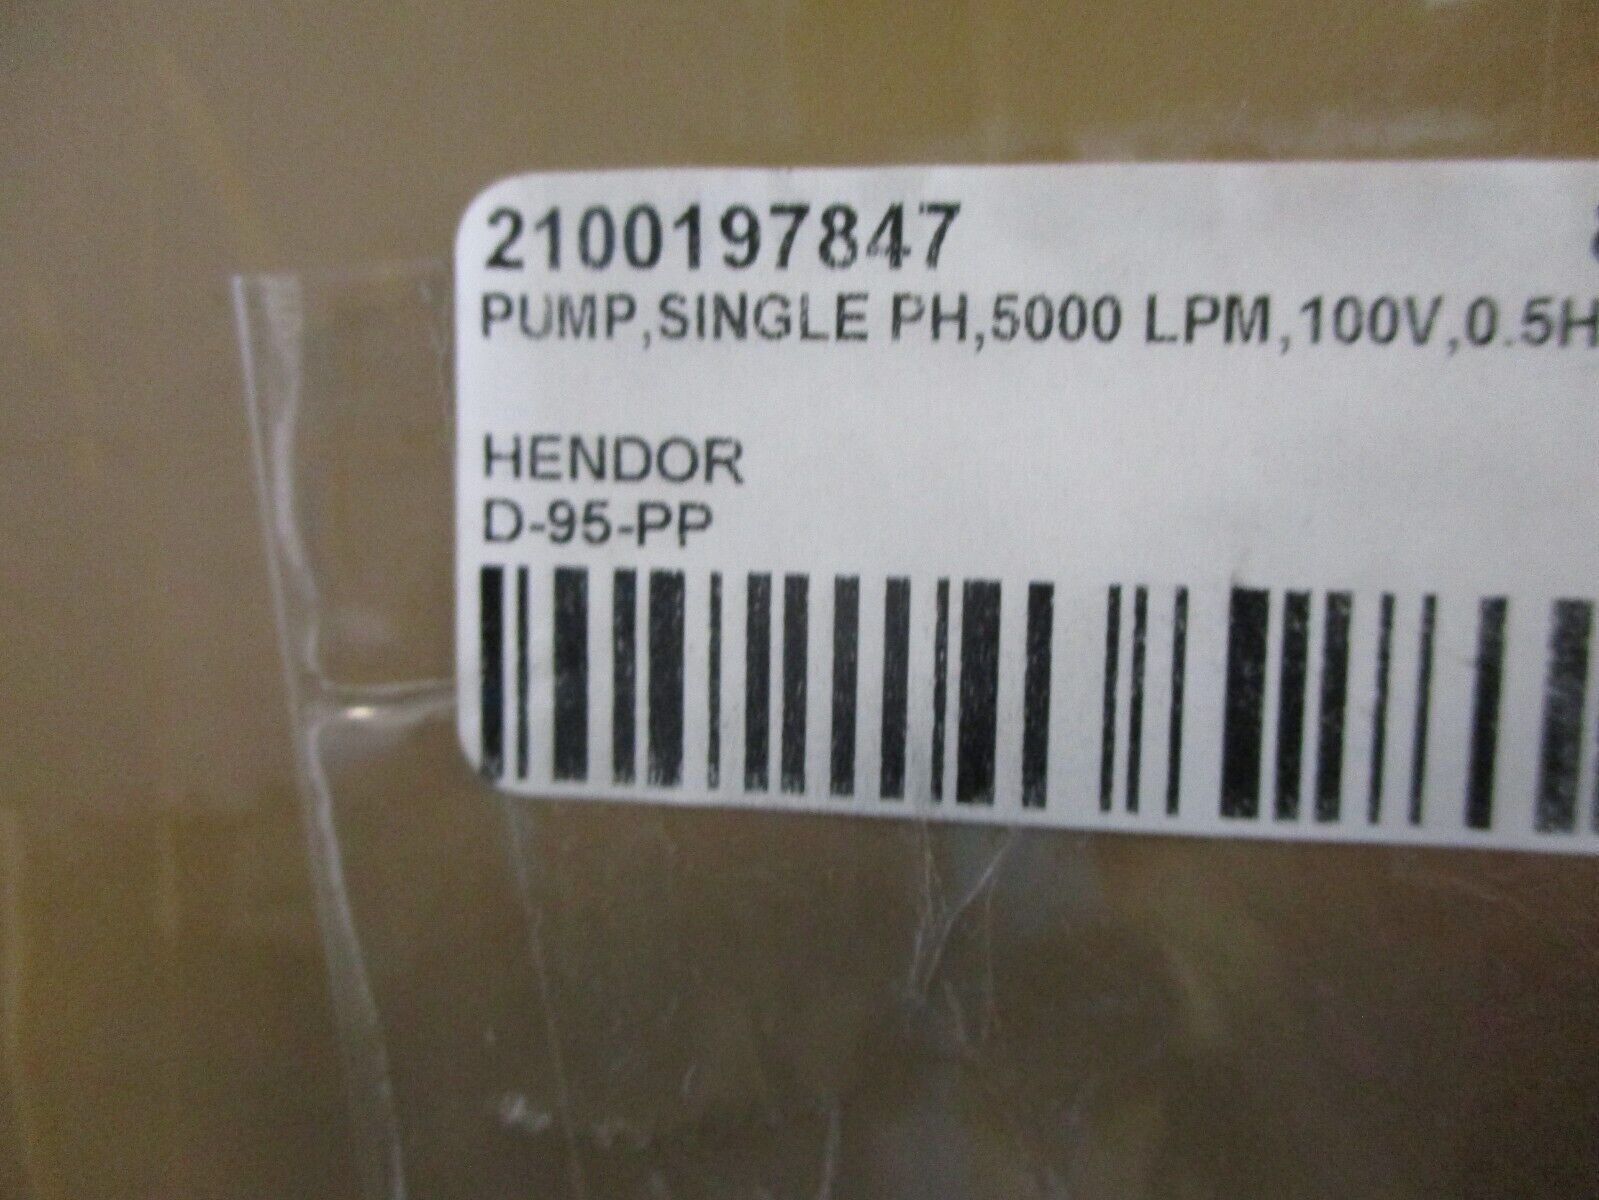 2100197847
PUMP,SINGLE PH,5000 LPM,100V,0.5H
HENDOR
D-95-PP